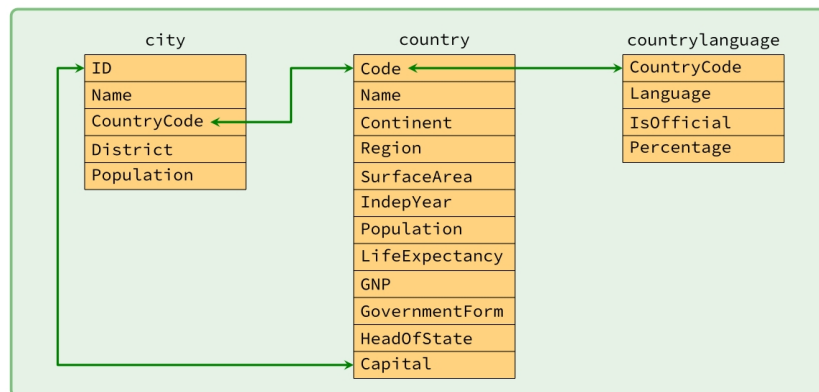 city
ID
Name
CountryCode
District
Population
country
Code
Name
Continent
Region
SurfaceArea
IndepYear
Population
LifeExpectancy
GNP
GovernmentForm
HeadOfState
Capital
countrylanguage
CountryCode
Language
IsOfficial
Percentage